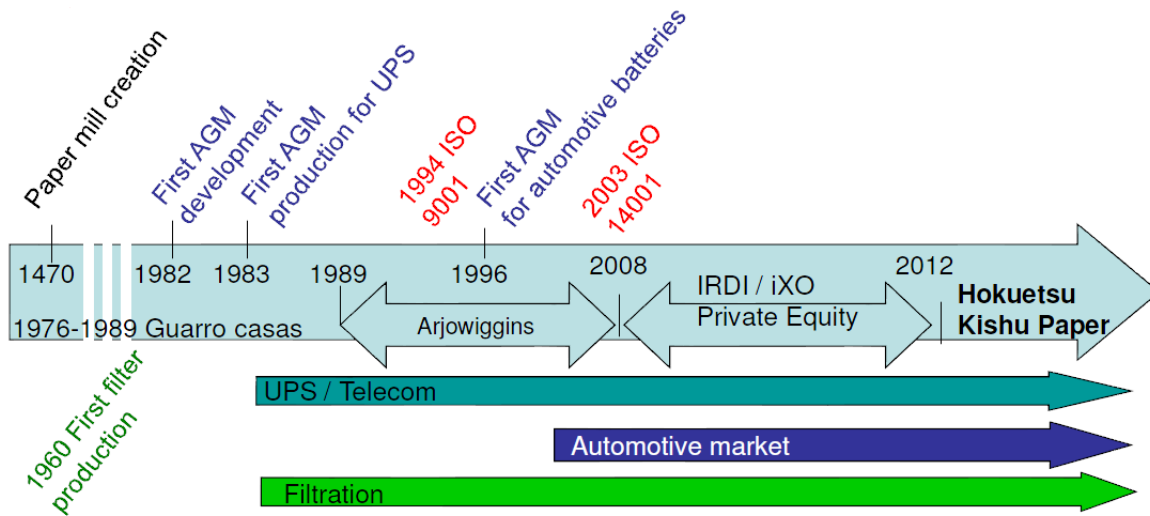 Paper mill creation
First AGM
development
First AGM
production for UPS
1994 ISO
9001
First AGM
for automotive batteries
2003 ISO
14001
1470
1982
1983
1989
1996
2008
2012
1976-1989 Guarro casas
Arjowiggins
IRDI / iXO
Private Equity
Hokuetsu
Kishu Paper
1960 First filter
production
UPS / Telecom
Automotive market
Filtration